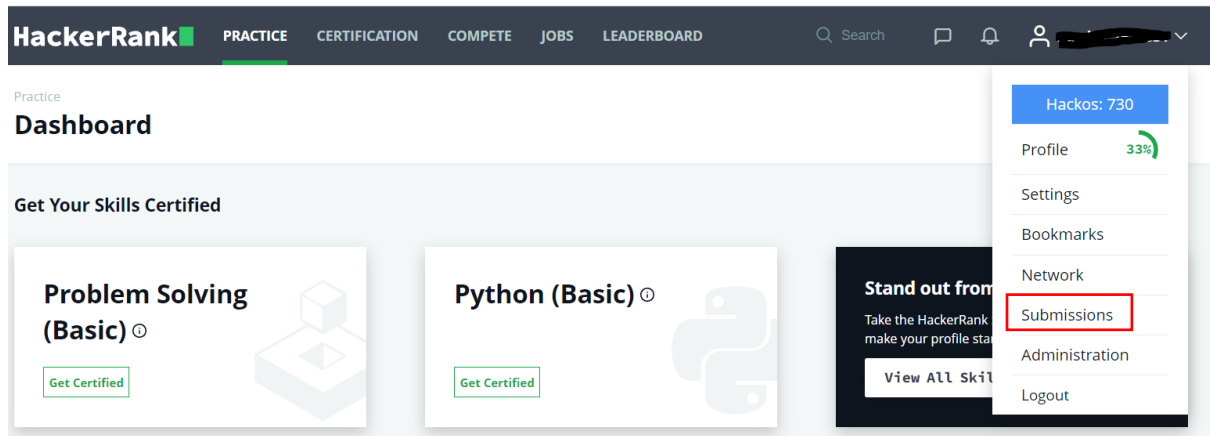 HackerRank PRACTICE CERTIFICATION COMPETE JOBS LEADERBOARD Search
Practice
Dashboard
Hackos: 730
Profile 33%
Settings
Bookmarks
Network
Submissions
Administration
Logout
Get Your Skills Certified
Problem Solving
(Basic)
Get Certified
Python (Basic)
Get Certified
Stand out from
Take the HackerRank
make your profile
View All